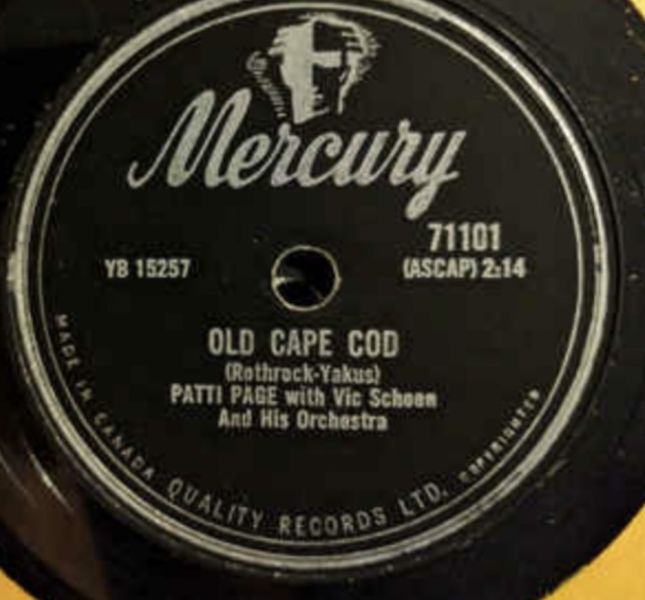 Mercury
71101
YB 15257
(ASCAP) 2:14
OLD CAPE COD
(Rothrock-Yakus)
PATTI PAGE with Vic Schoen
And His Orchestra
MADE IN CANADA QUALITY RECORDS LTD. COPYRIGHTED